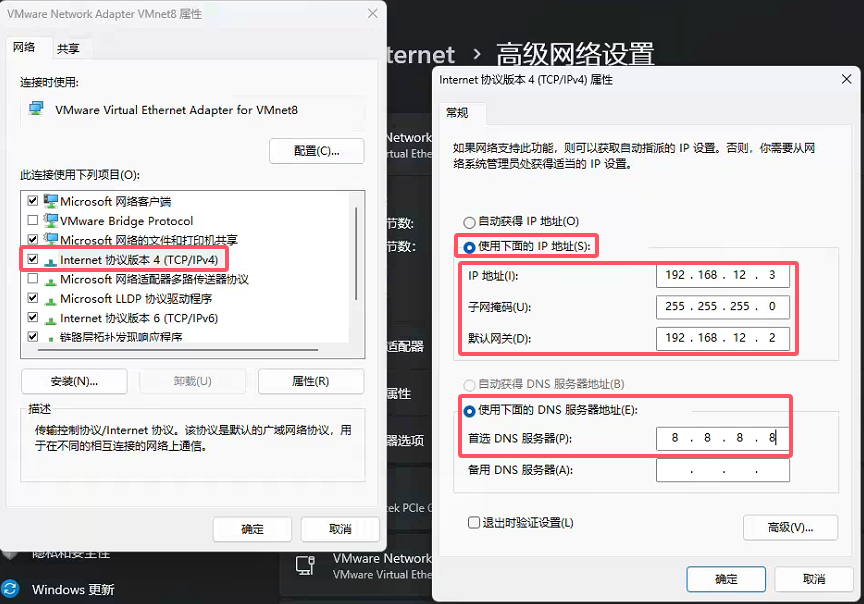 VMware Network Adapter VMnet8 属性
网络
共享
连接时使用:
VMware Virtual Ethernet Adapter for VMnet8
配置(C)...
此连接使用下列项目(O):
Microsoft 网络客户端
VMware Bridge Protocol
Microsoft 网络的文件和打印机共享
Internet 协议版本 4 (TCP/IPv4)
Microsoft 网络适配器多路传送器协议
Microsoft LLDP 协议驱动程序
Internet 协议版本 6 (TCP/IPv6)
链路层拓扑发现响应程序
安装(N)...
卸载(U)
属性(R)
描述
传输控制协议/Internet 协议。该协议是默认的广域网络协议，用
于在不同的相互连接的网络上通信。
确定
取消
隐私和安全性
Windows 更新
ternet › 高级网络设置
Network
rtual Ethe
节数:
节数:
适配器
属性
器选项
tek PCIe G
VMware Network
VMware Virtual Ethe
Internet 协议版本 4 (TCP/IPv4) 属性
常规
如果网络支持此功能，则可以获取自动指派的 IP 设置。否则，你需要从网
络系统管理员处获得适当的 IP 设置。
自动获得 IP 地址(O)
使用下面的 IP 地址(S):
IP 地址(I):
192 . 168 . 12 . 3
子网掩码(U):
255 . 255 . 255 . 0
默认网关(D):
192 . 168 . 12 . 2
自动获得 DNS 服务器地址(B)
使用下面的 DNS 服务器地址(E):
首选 DNS 服务器(P):
8 . 8 . 8 . 8
备用 DNS 服务器(A):
. . .
退出时验证设置(L)
高级(V)...
确定
取消